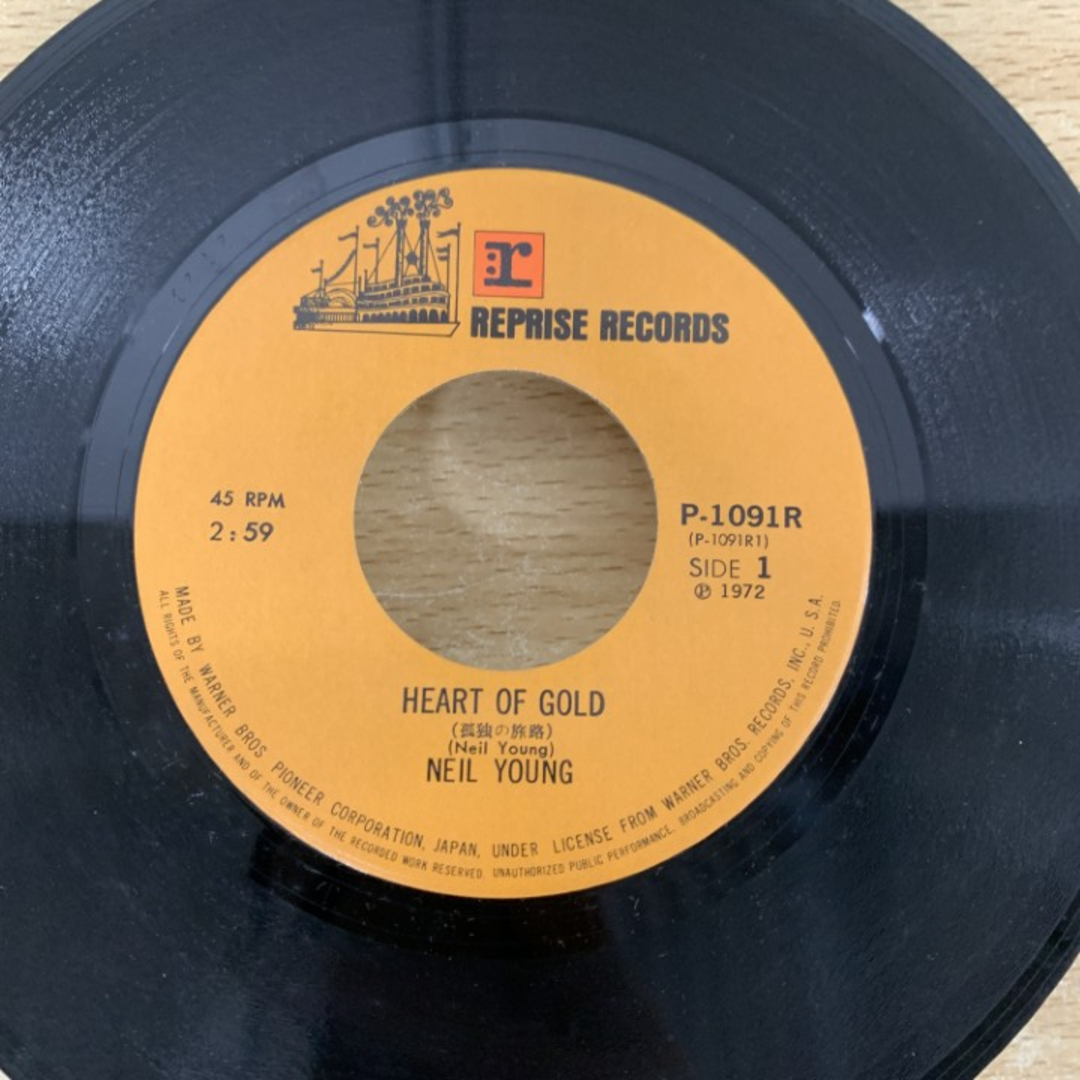 r
REPRISE RECORDS
45 RPM
2:59
P-1091R
(P-1091R1)
SIDE 1
℗ 1972
HEART OF GOLD
(孤独の旅路)
(Neil Young)
NEIL YOUNG
MADE BY WARNER BROS PIONEER CORPORATION, JAPAN, UNDER LICENSE FROM WARNER BROS. RECORDS, INC., U.S.A.
ALL RIGHTS OF THE MANUFACTURER AND OF THE OWNER OF THE RECORDED WORK RESERVED. UNAUTHORIZED PUBLIC PERFORMANCE, BROADCASTING AND COPYING OF THIS RECORD PROHIBITED.